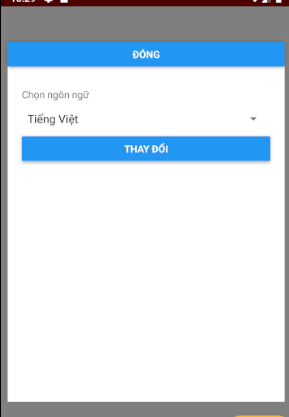 ĐÓNG
Chọn ngôn ngữ
Tiếng Việt
THAY ĐỔI